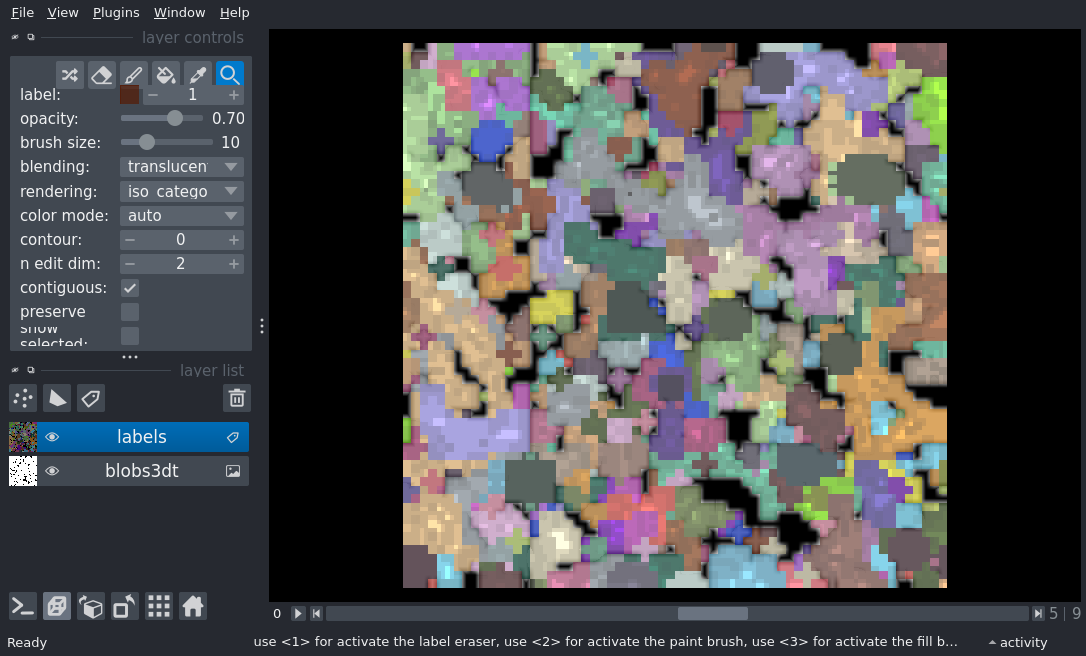 File View Plugins Window Help
layer controls
label: − 1 +
opacity: 0.70
brush size: 10
blending: translucen
rendering: iso_catego
color mode: auto
contour: − 0 +
n edit dim: − 2 +
contiguous:
preserve
show
selected:
layer list
labels
blobs3dt
0 5 | 9
Ready use <1> for activate the label eraser, use <2> for activate the paint brush, use <3> for activate the fill b... activity